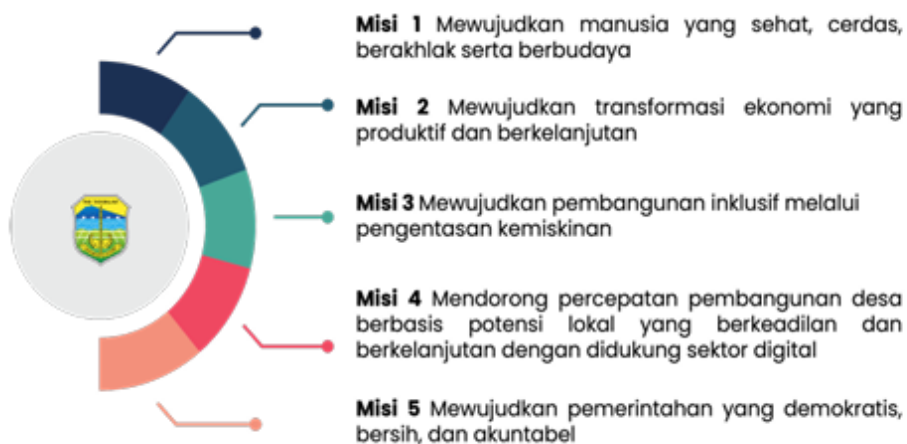 Misi 1 Mewujudkan manusia yang sehat, cerdas,
berakhlak serta berbudaya
Misi 2 Mewujudkan transformasi ekonomi yang
produktif dan berkelanjutan
Misi 3 Mewujudkan pembangunan inklusif melalui
pengentasan kemiskinan
Misi 4 Mendorong percepatan pembangunan desa
berbasis potensi lokal yang berkeadilan dan
berkelanjutan dengan didukung sektor digital
Misi 5 Mewujudkan pemerintahan yang demokratis,
bersih, dan akuntabel